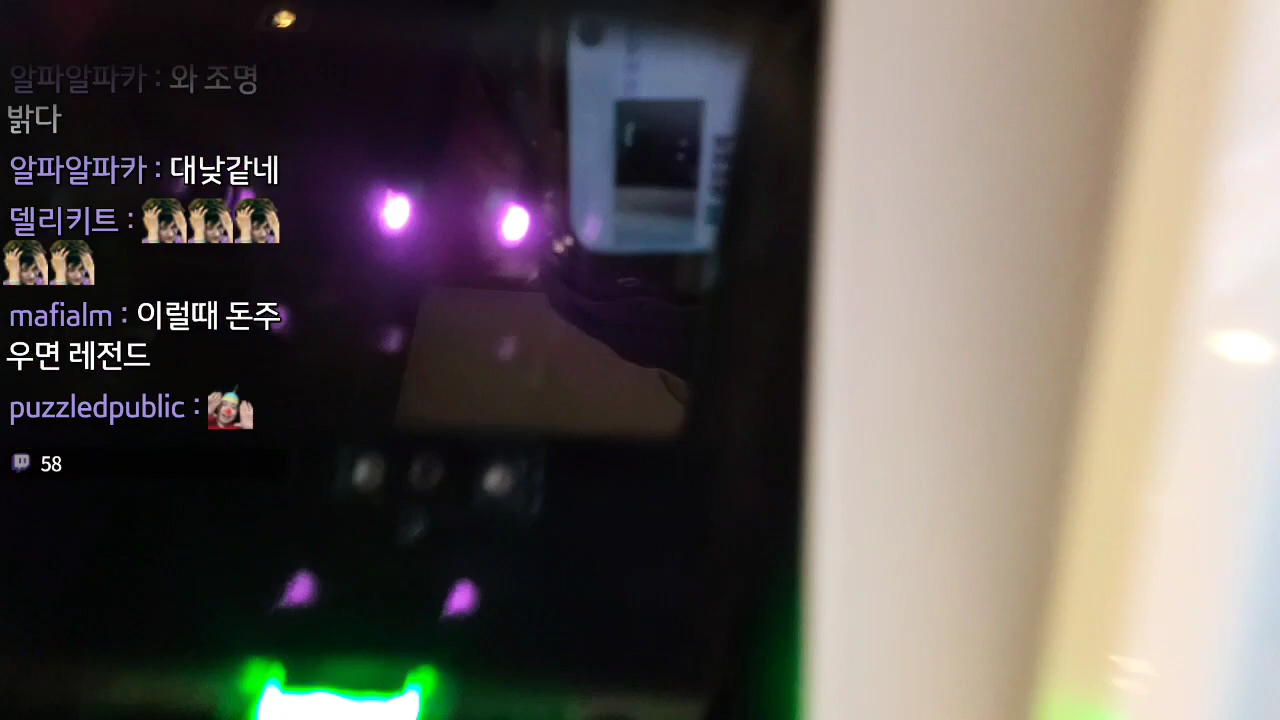 알파알파카 : 와 조명
밝다
알파알파카 : 대낮같네
델리키트 :
mafialm : 이럴때 돈주
우면 레전드
puzzledpublic :
58